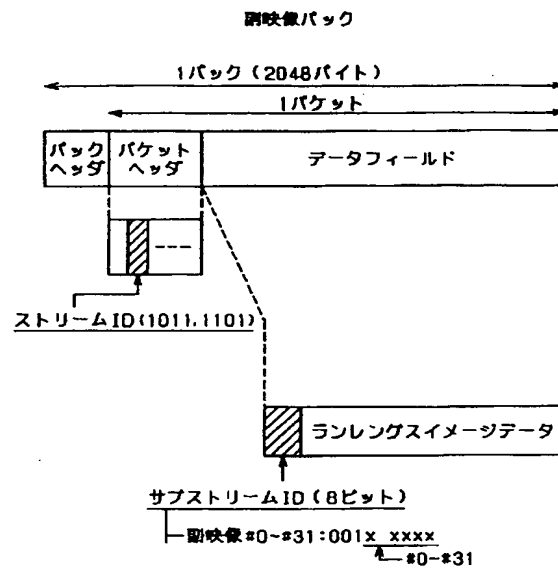 副映像パック
1パック(2048バイト)
1パケット
パック
ヘッダ
パケット
ヘッダ
データフィールド
ストリームID(1011,1101)
ランレングスイメージデータ
サブストリームID(8ビット)
副映像#0~#31:001x xxxx
#0~#31